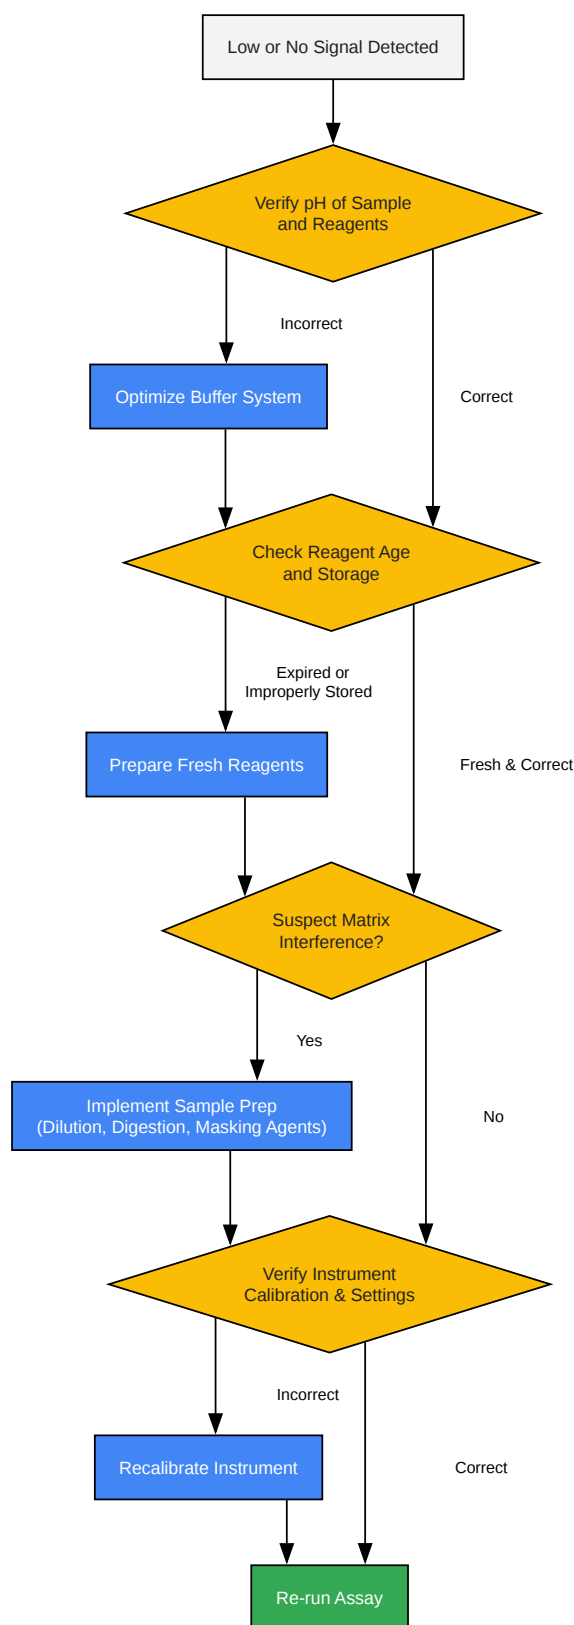 Low or No Signal Detected
Verify pH of Sample
and Reagents
Incorrect
Optimize Buffer System
Correct
Check Reagent Age
and Storage
Expired or
Improperly Stored
Prepare Fresh Reagents
Fresh & Correct
Suspect Matrix
Interference?
Yes
Implement Sample Prep
(Dilution, Digestion, Masking Agents)
No
Verify Instrument
Calibration & Settings
Incorrect
Recalibrate Instrument
Correct
Re-run Assay